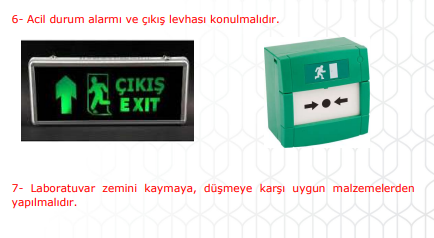 6- Acil durum alarmı ve çıkış levhası konulmalıdır.
ÇIKIŞ
EXIT
7- Laboratuvar zemini kaymaya, düşmeye karşı uygun malzemelerden
yapılmalıdır.